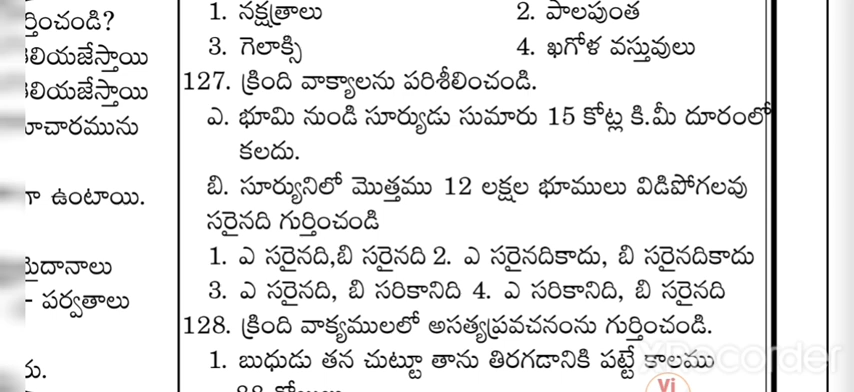 ర్తించండి?
లియజేస్తాయి
లియజేస్తాయి
చారమును
ఉంటాయి.
మైదానాలు
- పర్వతాలు
1. నక్షత్రాలు 2. పాలపుంత
3. గెలాక్సి 4. ఖగోళ వస్తువులు
127. క్రింది వాక్యాలను పరిశీలించండి.
ఎ. భూమి నుండి సూర్యుడు సుమారు 15 కోట్ల కి.మీ దూరంలో
కలదు.
బి. సూర్యునిలో మొత్తము 12 లక్షల భూములు విడిపోగలవు
సరైనది గుర్తించండి
1. ఎ సరైనది,బి సరైనది 2. ఎ సరైనదికాదు, బి సరైనదికాదు
3. ఎ సరైనది, బి సరికానిది 4. ఎ సరికానిది, బి సరైనది
128. క్రింది వాక్యములలో అసత్యప్రవచనంను గుర్తించండి.
1. బుధుడు తన చుట్టూ తాను తిరగడానికి పట్టే కాలము
XRecorder
Vi